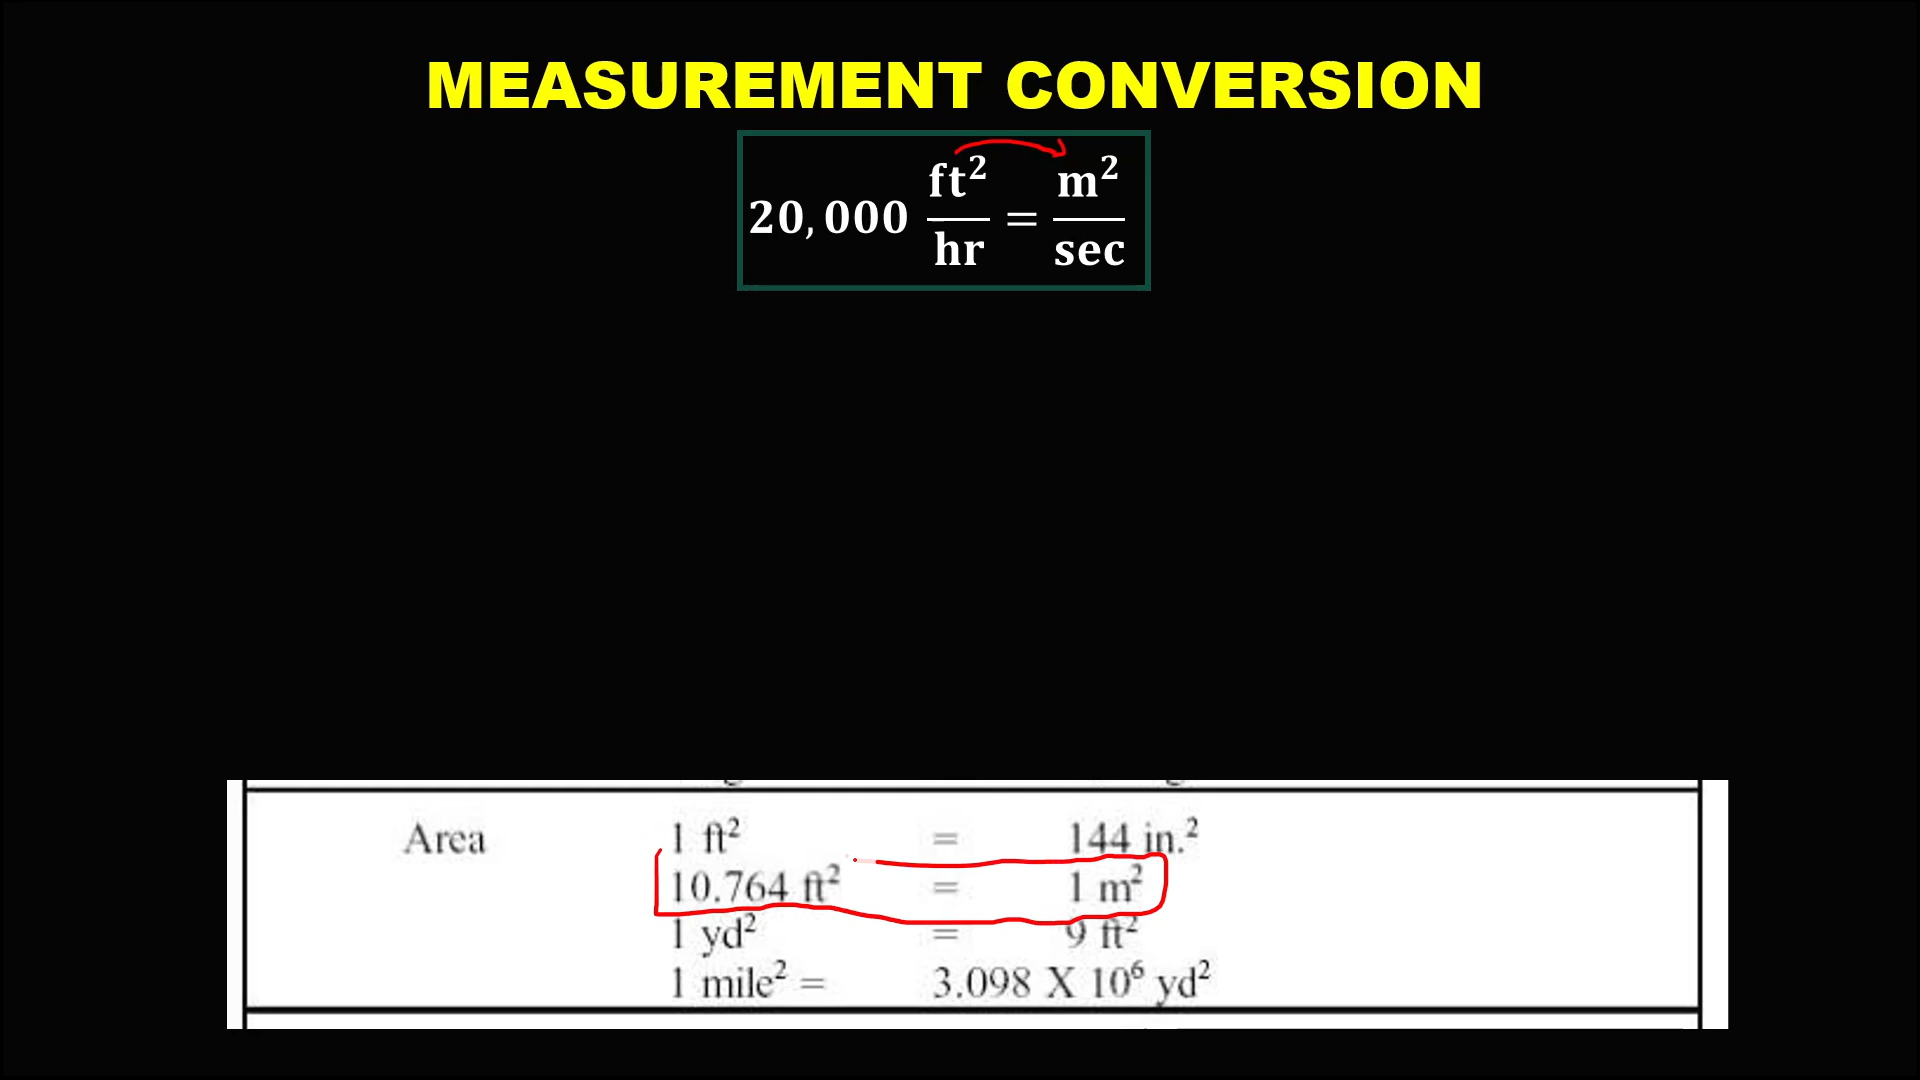 MEASUREMENT CONVERSION
20,000 ft²/hr = m²/sec
Area 1 ft² = 144 in.²
10.764 ft² = 1 m²
1 yd² = 9 ft²
1 mile² = 3.098 X 10⁶ yd²